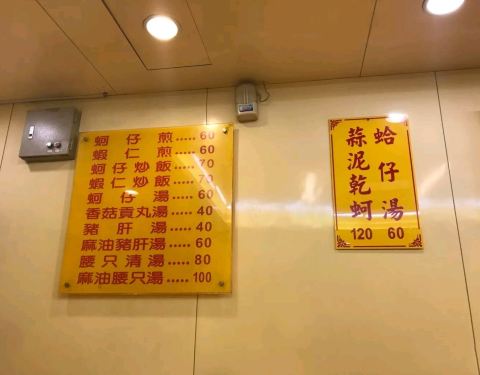 蚵仔煎.....60
蝦仁煎.....60
蚵仔炒飯.....70
蝦仁炒飯.....70
蚵仔湯.....60
香菇貢丸湯.....40
豬肝湯.....40
麻油豬肝湯.....60
腰只清湯.....80
麻油腰只湯.....100
蒜泥乾蚵 120
蛤仔湯 60